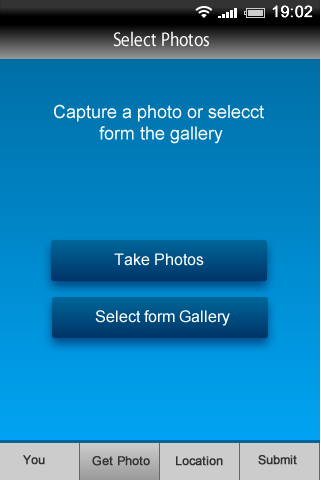 19:02
Select Photos
Capture a photo or selecct
form the gallery
Take Photos
Select form Gallery
You
Get Photo
Location
Submit